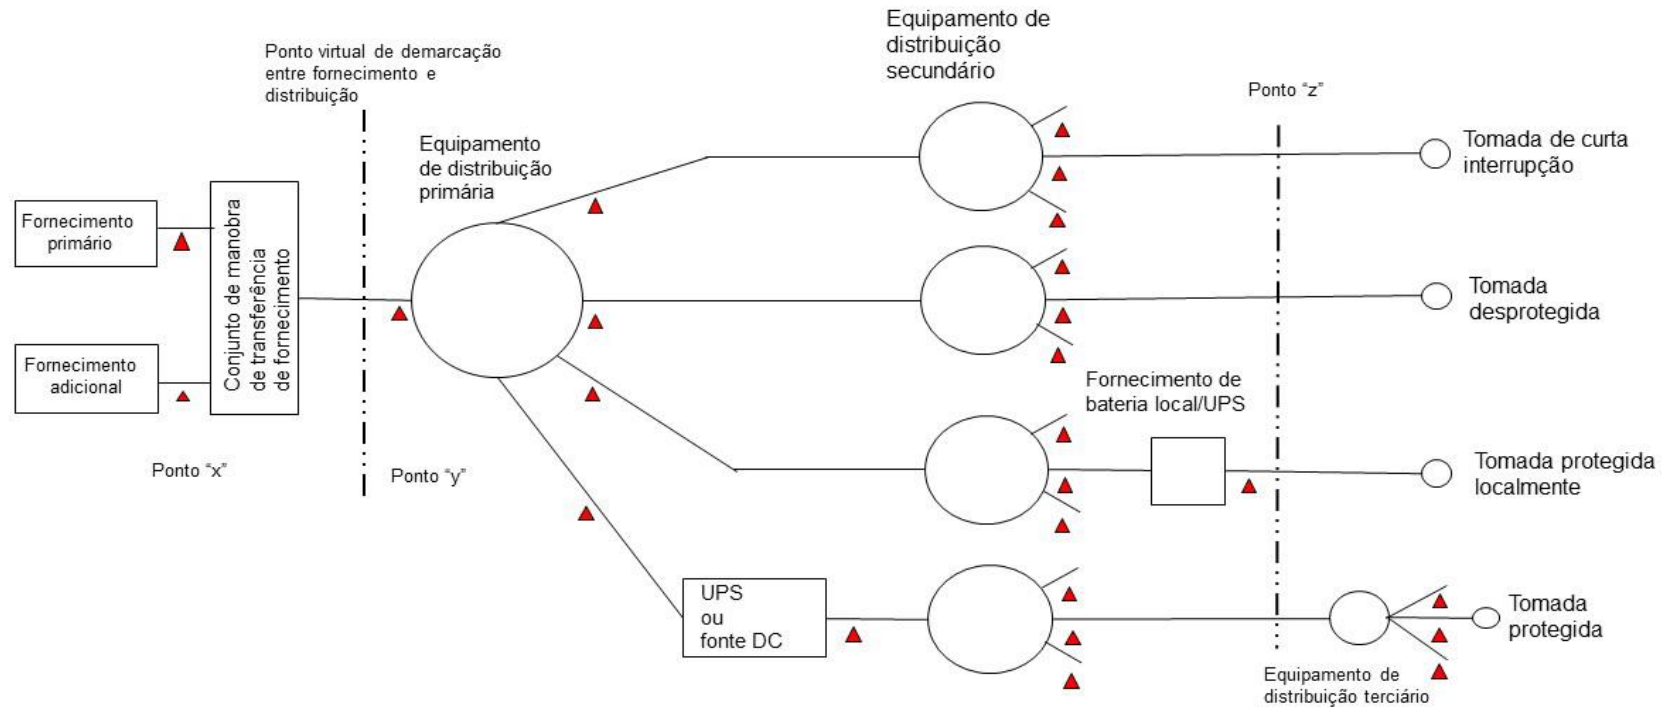 Ponto virtual de demarcação
entre fornecimento e
distribuição
Equipamento de
distribuição
secundário
Ponto “z”
Equipamento
de distribuição
primária
Tomada de curta
interrupção
Fornecimento
primário
Conjunto de manobra
de transferência
de fornecimento
Tomada
desprotegida
Fornecimento
adicional
Fornecimento de
bateria local/UPS
Ponto “x”
Ponto “y”
Tomada protegida
localmente
UPS
ou
fonte DC
Tomada
protegida
Equipamento de
distribuição terciário